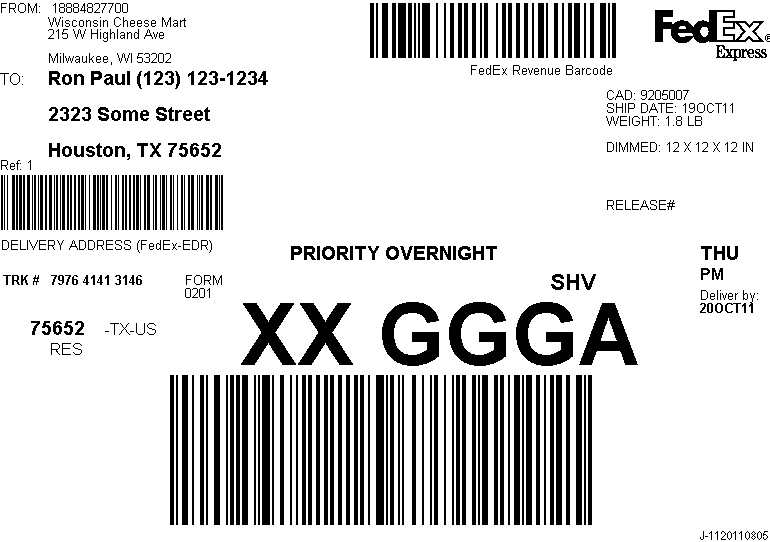 FROM: 18884827700
Wisconsin Cheese Mart
215 W Highland Ave
Milwaukee, WI 53202
TO: Ron Paul (123) 123-1234
2323 Some Street
Houston, TX 75652
Ref: 1
FedEx Revenue Barcode
FedEx®
Express
CAD: 9205007
SHIP DATE: 19OCT11
WEIGHT: 1.8 LB
DIMMED: 12 X 12 X 12 IN
RELEASE#
DELIVERY ADDRESS (FedEx-EDR)
PRIORITY OVERNIGHT
THU
PM
Deliver by:
20OCT11
TRK # 7976 4141 3146
FORM
0201
SHV
XX GGGA
75652 -TX-US
RES
J-1120110805